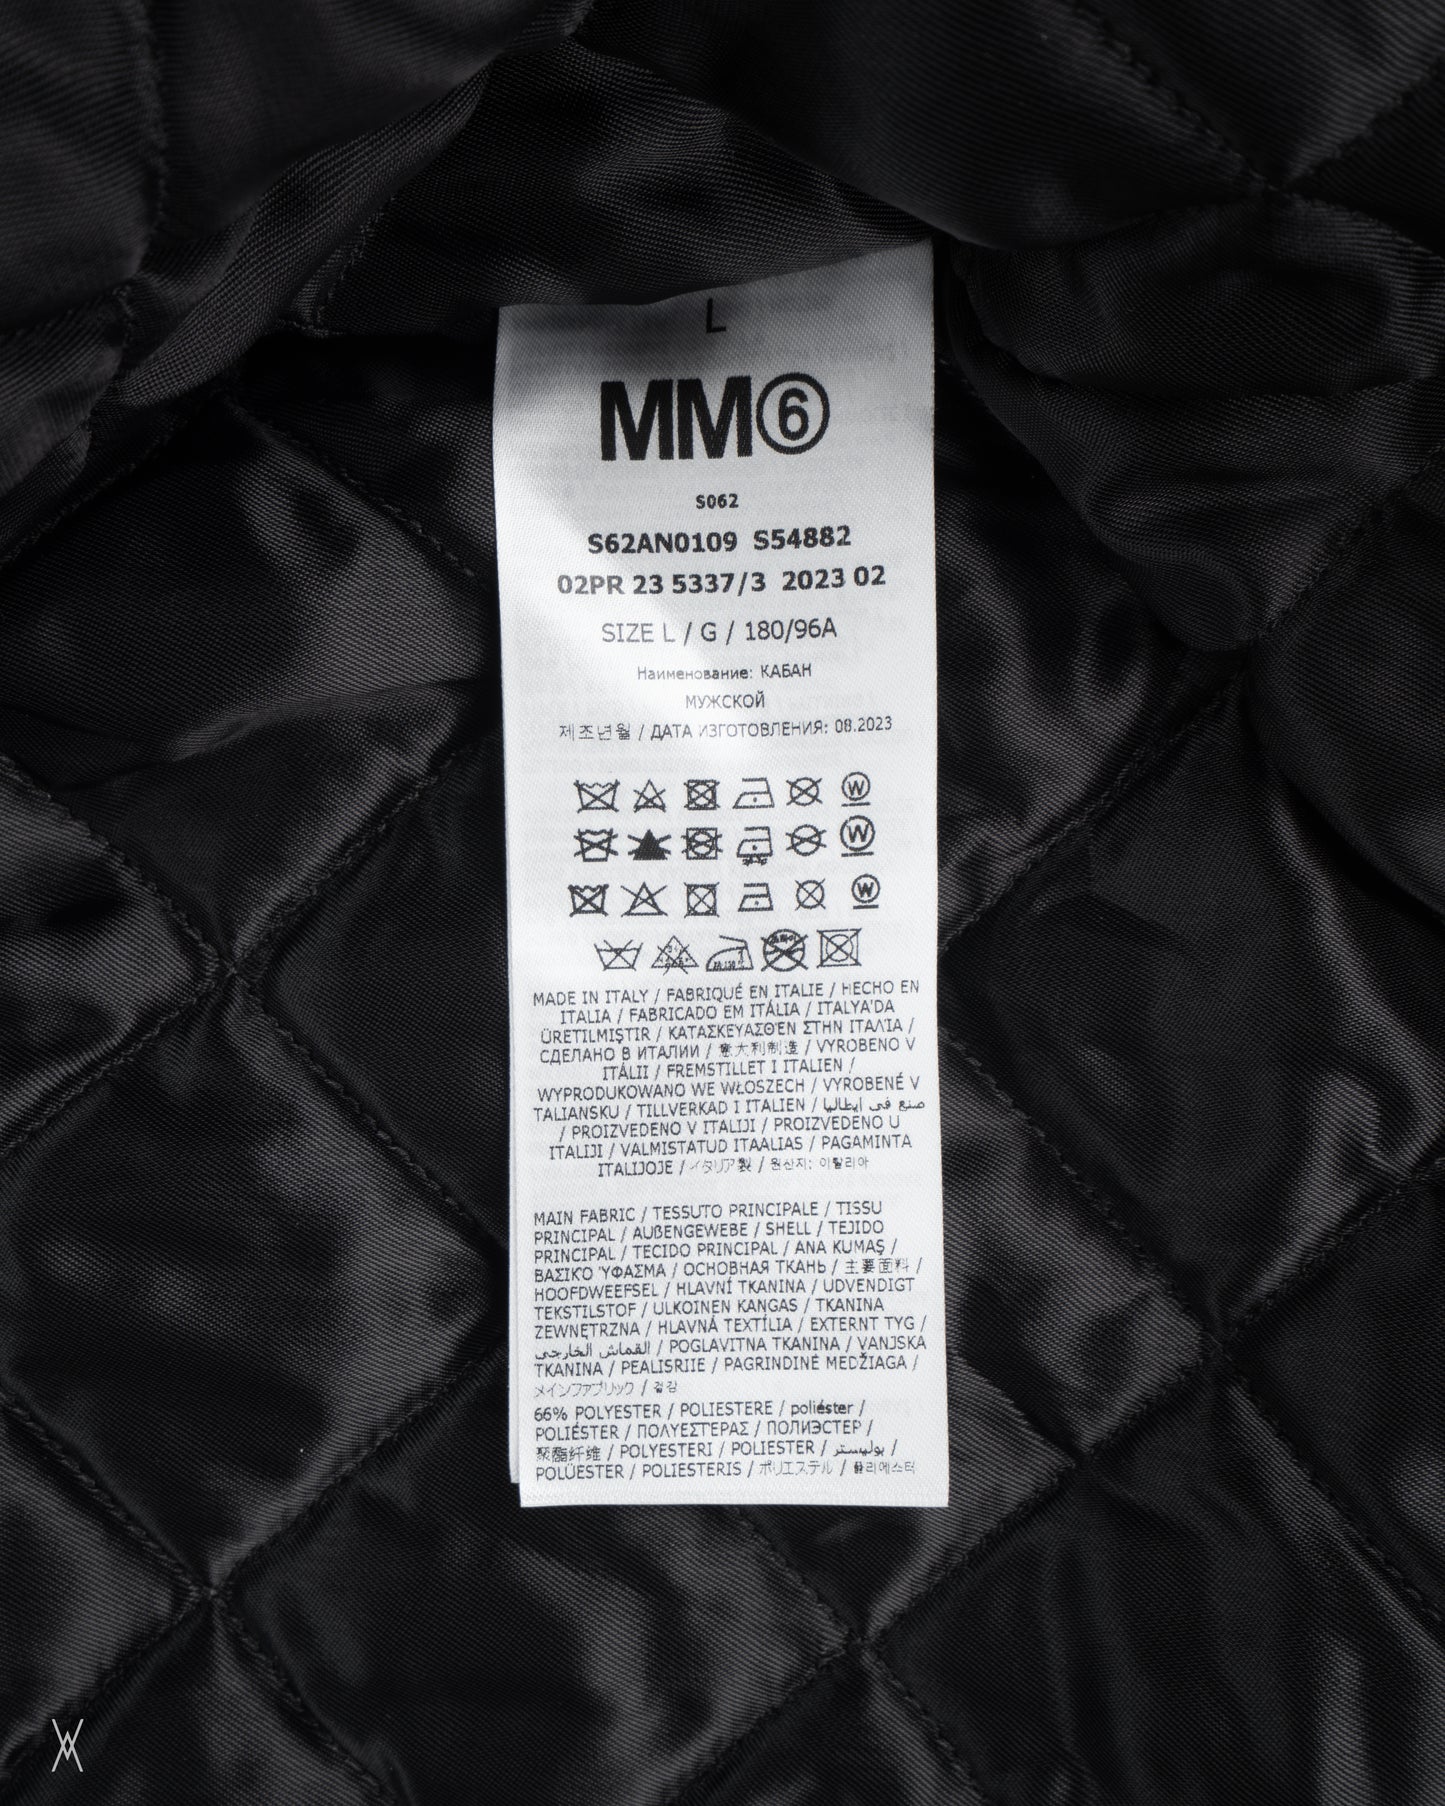 L
MM⑥
S062
S62AN0109 S54882
02PR 23 5337/3 2023 02
SIZE L / G / 180/96A
Наименование: КАБАН
МУЖСКОЙ
제조년월 / ДАТА ИЗГОТОВЛЕНИЯ: 08.2023
W
W
W
MADE IN ITALY / FABRIQUÉ EN ITALIE / HECHO EN
ITALIA / FABRICADO EM ITÁLIA / ITALYA'DA
ÜRETILMIŞTIR / ΚΑΤΑΣΚΕΥΑΣΘΈΝ ΣΤΗΝ ΙΤΑΛΊΑ /
СДЕЛАНО В ИТАЛИИ / 意大利制造 / VYROBENO V
ITÁLII / FREMSTILLET I ITALIEN /
WYPRODUKOWANO WE WŁOSZECH / VYROBENÉ V
TALIANSKU / TILLVERKAD I ITALIEN / صنع في ايطاليا
/ PROIZVEDENO V ITALIJI / PROIZVEDENO U
ITALIJI / VALMISTATUD ITAALIAS / PAGAMINTA
ITALIJOJE / イタリア製 / 원산지: 이탈리아
MAIN FABRIC / TESSUTO PRINCIPALE / TISSU
PRINCIPAL / AUßENGEWEBE / SHELL / TEJIDO
PRINCIPAL / TECIDO PRINCIPAL / ANA KUMAŞ /
ΒΑΣΙΚΌ ΎΦΑΣΜΑ / ОСНОВНАЯ ТКАНЬ / 主要面料 /
HOOFDWEEFSEL / HLAVNÍ TKANINA / UDVENDIGT
TEKSTILSTOF / ULKOINEN KANGAS / TKANINA
ZEWNĘTRZNA / HLAVNÁ TEXTÍLIA / EXTERNT TYG /
القماش الخارجي / POGLAVITNA TKANINA / VANJSKA
TKANINA / PEALISRIIE / PAGRINDINĖ MEDŽIAGA /
メインファブリック / 겉감
66% POLYESTER / POLIESTERE / poliéster /
POLIÉSTER / ΠΟΛΥΕΣΤΈΡΑΣ / ПОЛИЭСТЕР /
聚酯纤维 / POLYESTERI / POLIESTER / بوليستر /
POLÜESTER / POLIESTERIS / ポリエステル / 폴리에스터